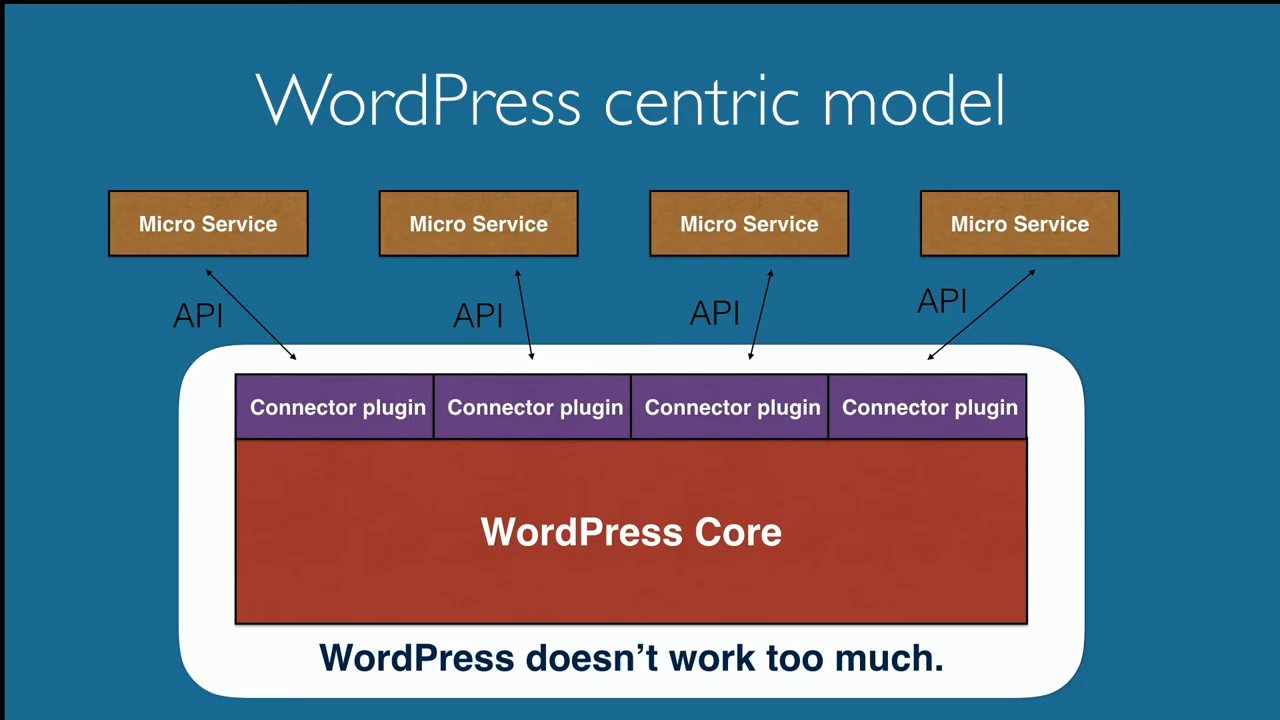 WordPress centric model
Micro Service
Micro Service
Micro Service
Micro Service
API
API
API
API
Connector plugin
Connector plugin
Connector plugin
Connector plugin
WordPress Core
WordPress doesn’t work too much.